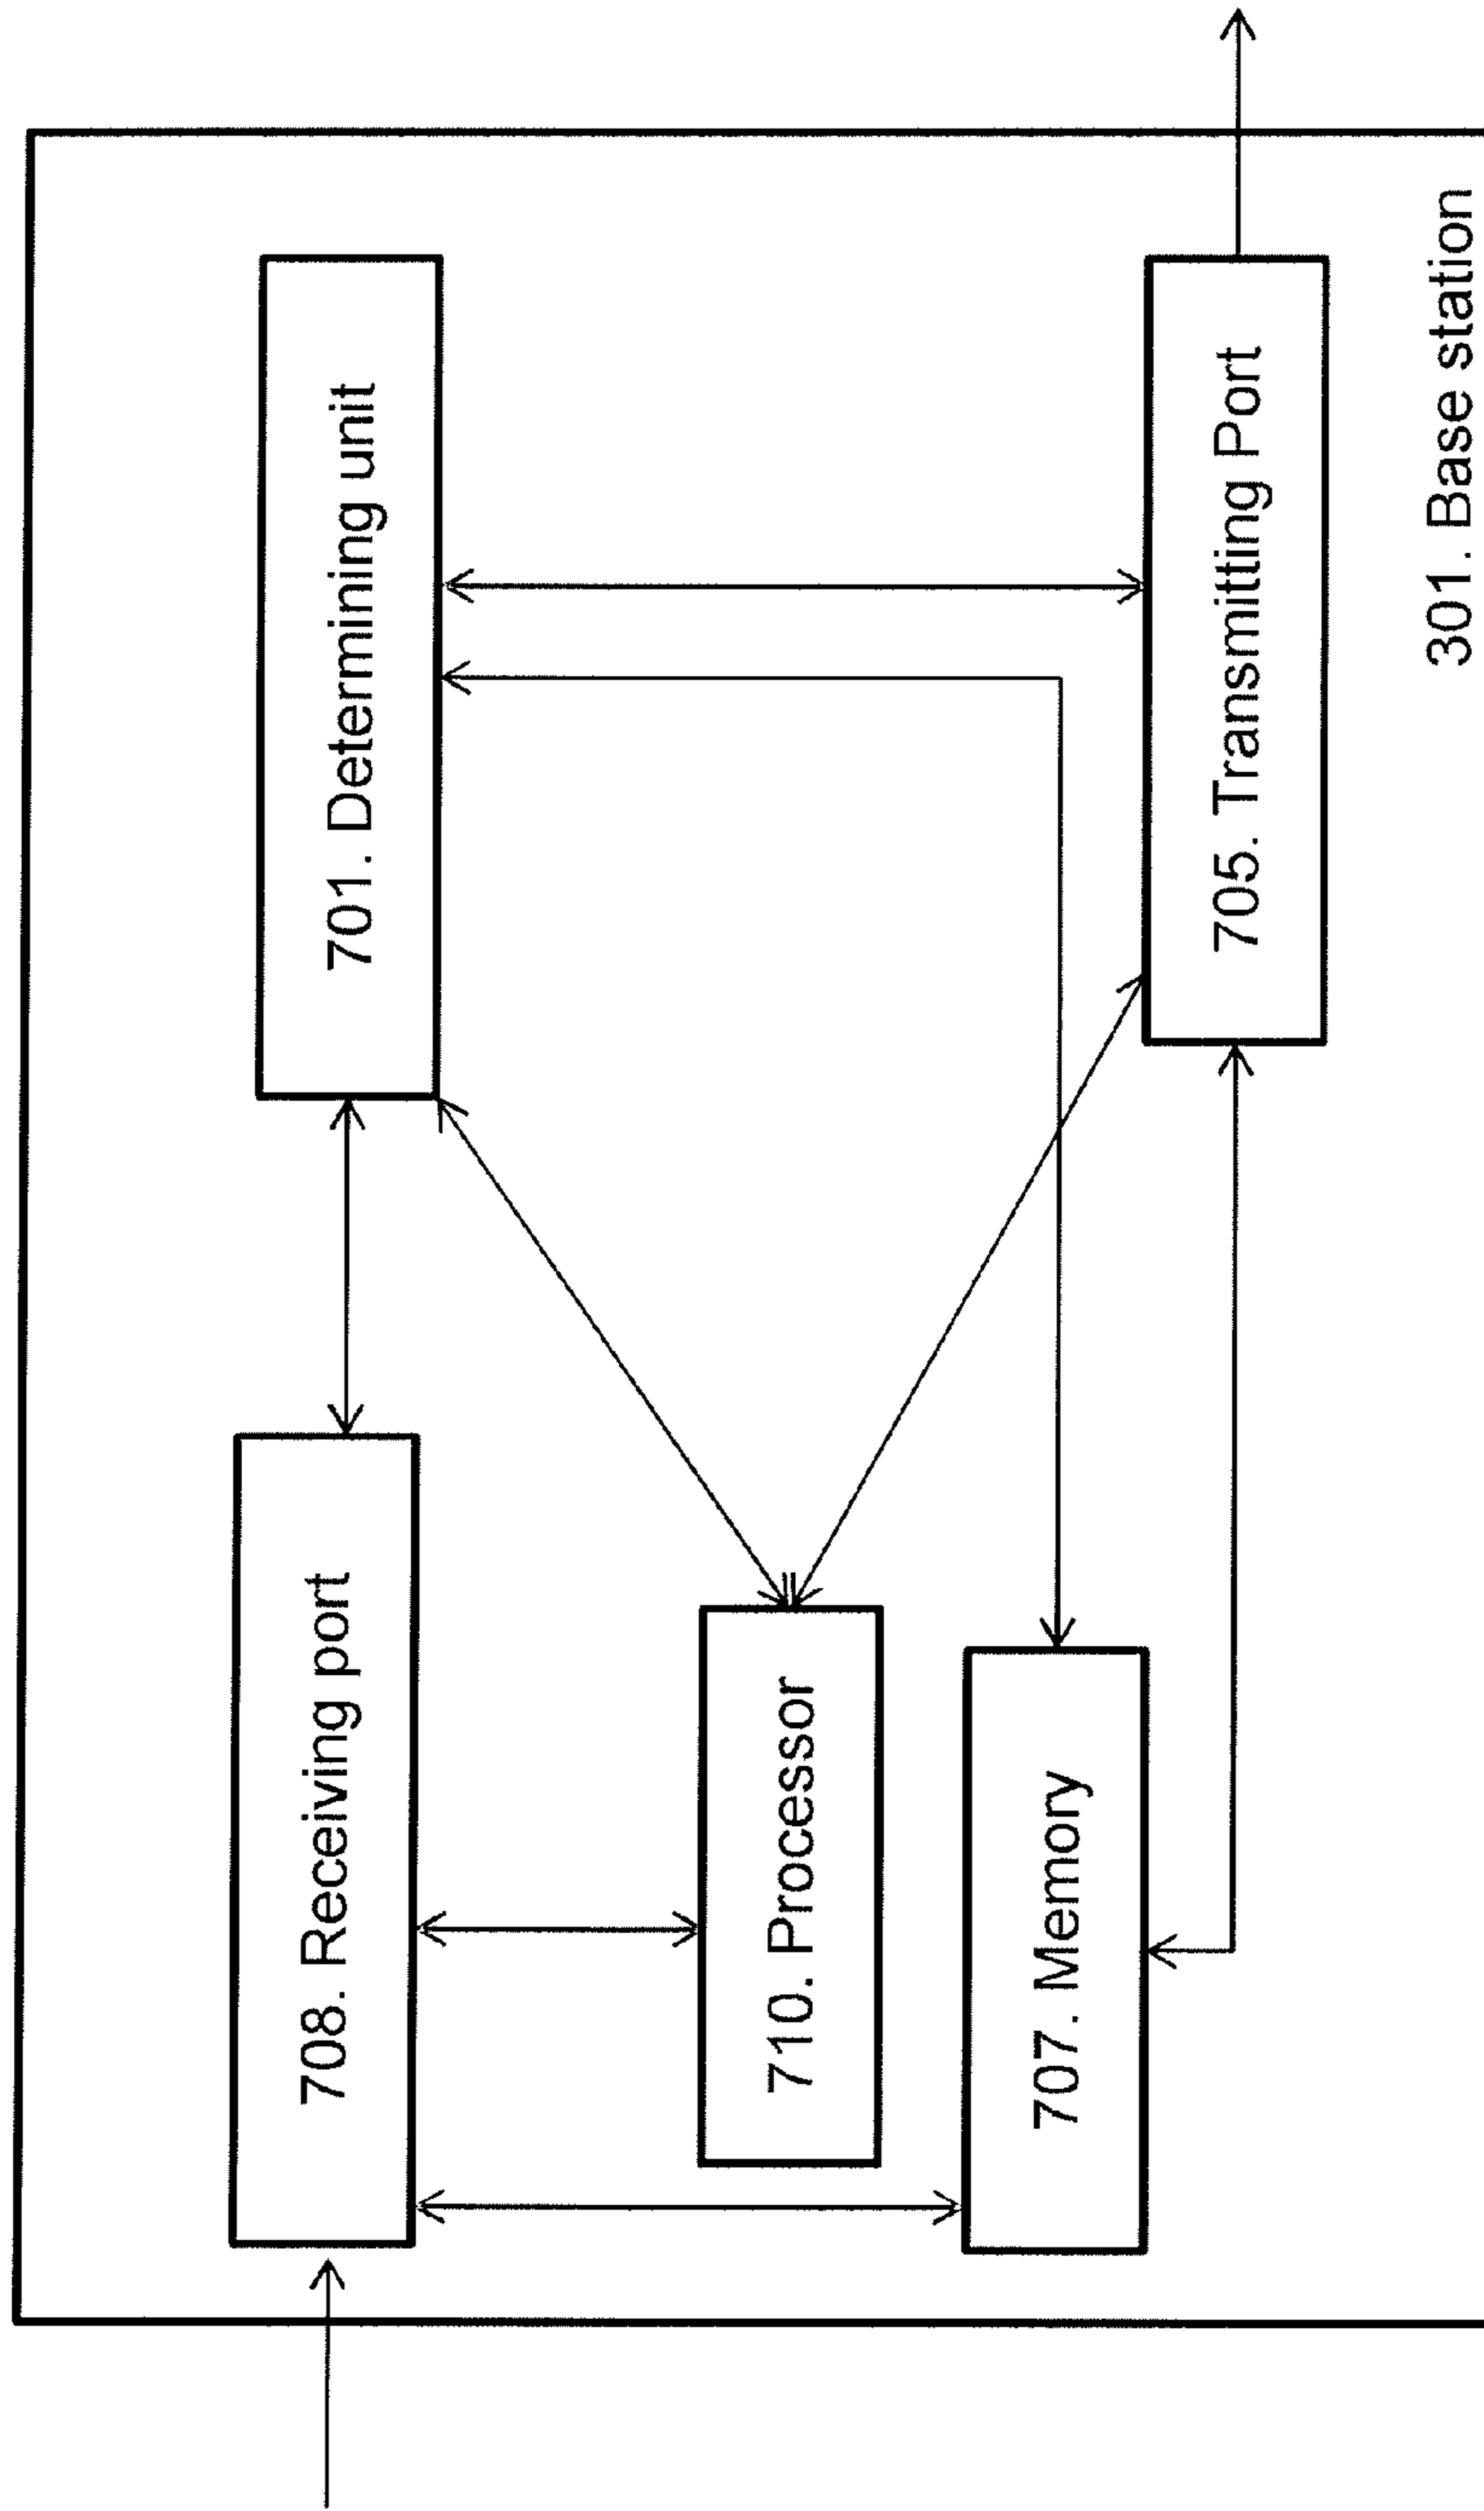 708. Receiving port
701. Determining unit
710. Processor
707. Memory
705. Transmitting Port
301. Base station